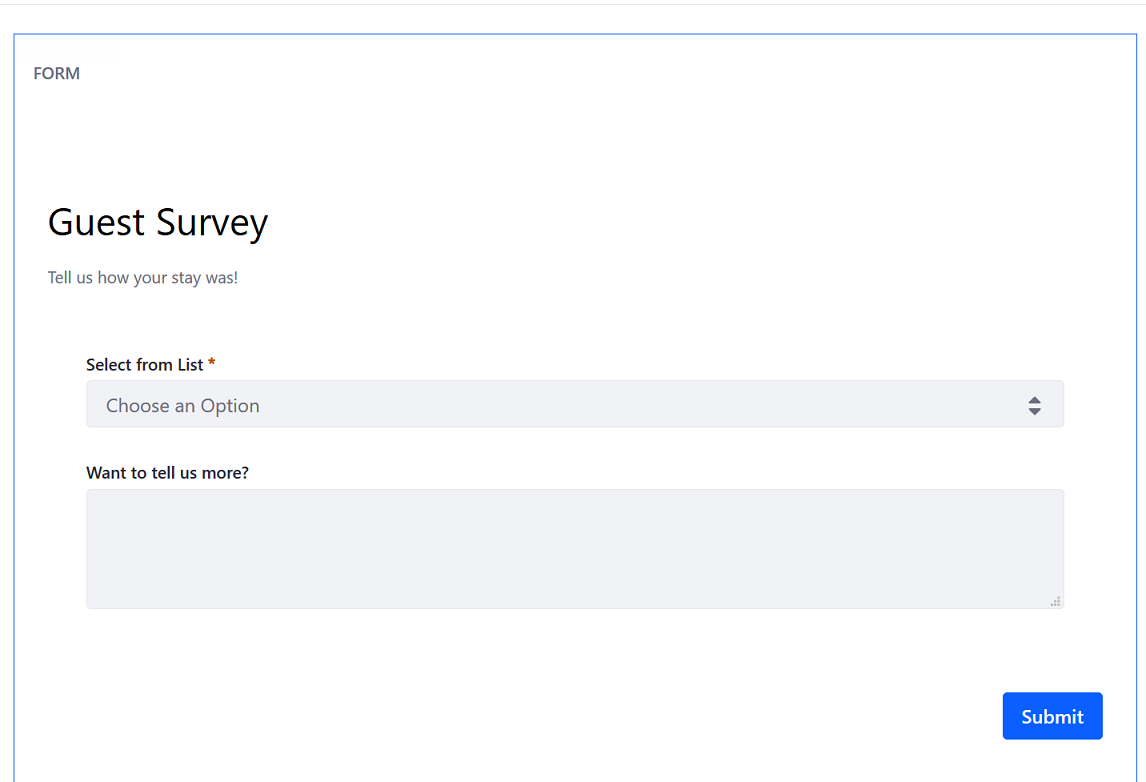 FORM
Guest Survey
Tell us how your stay was!
Select from List *
Choose an Option
Want to tell us more?
Submit